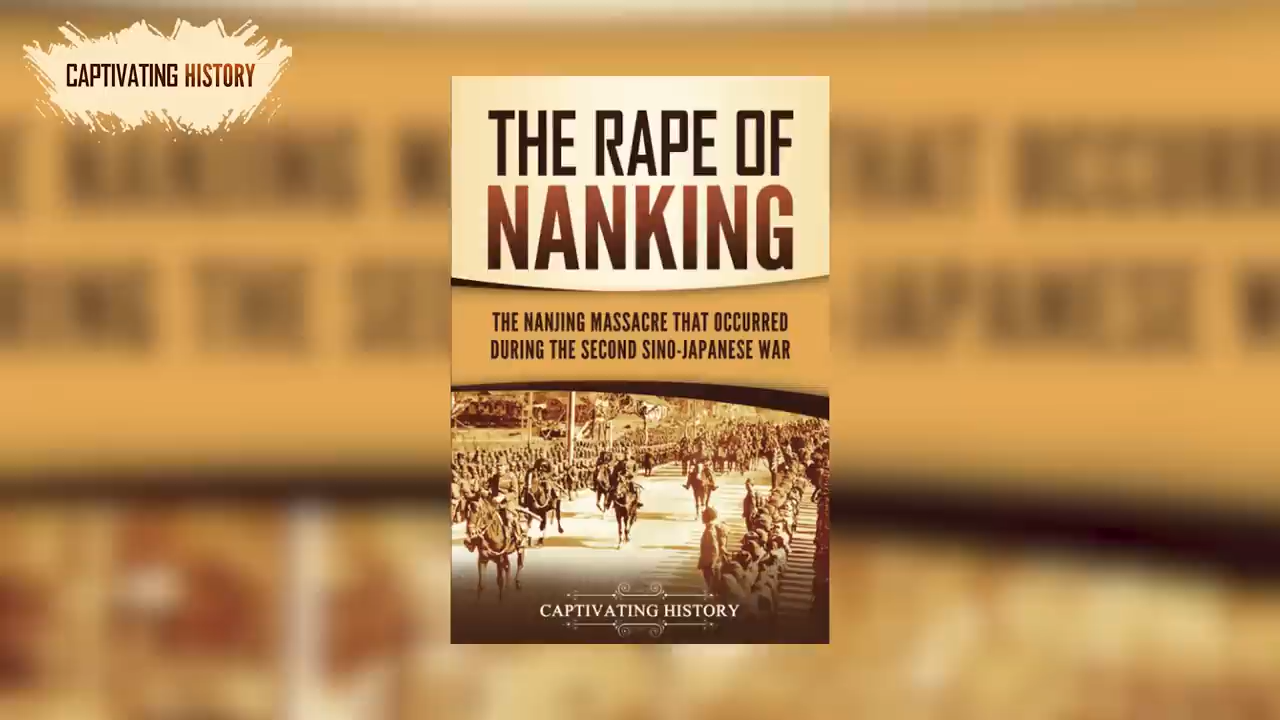 CAPTIVATING HISTORY
THE RAPE OF
NANKING
THE NANJING MASSACRE THAT OCCURRED
DURING THE SECOND SINO-JAPANESE WAR
CAPTIVATING HISTORY